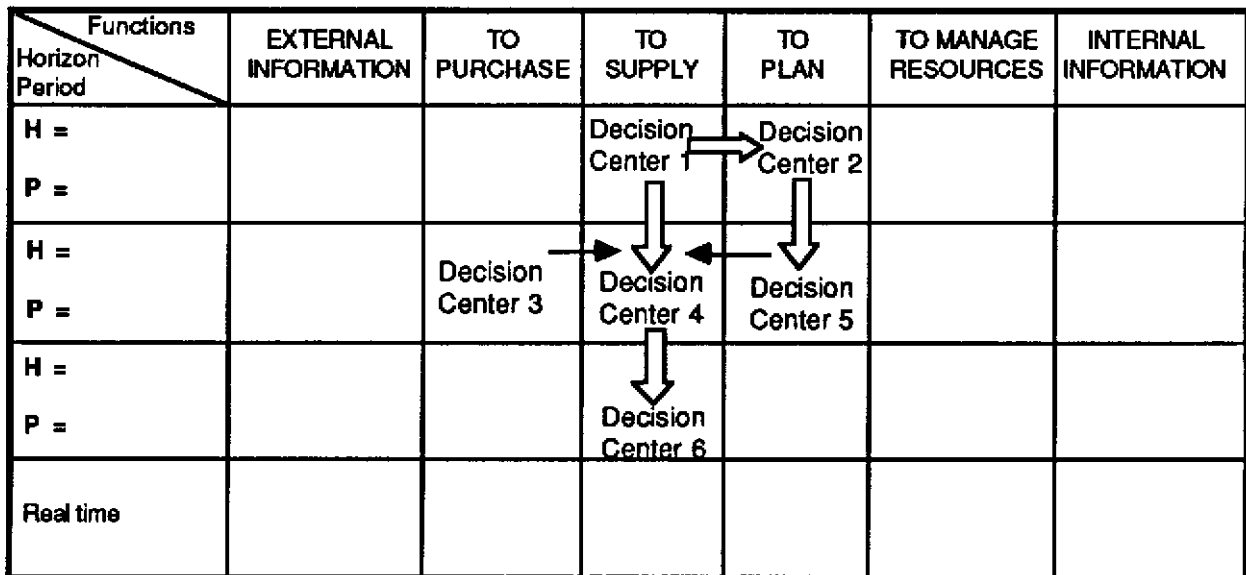 Functions
Horizon
Period
EXTERNAL
INFORMATION
TO
PURCHASE
TO
SUPPLY
TO
PLAN
TO MANAGE
RESOURCES
INTERNAL
INFORMATION
H =
P =
Decision
Center 1
Decision
Center 2
H =
P =
Decision
Center 3
Decision
Center 4
Decision
Center 5
H =
P =
Decision
Center 6
Real time